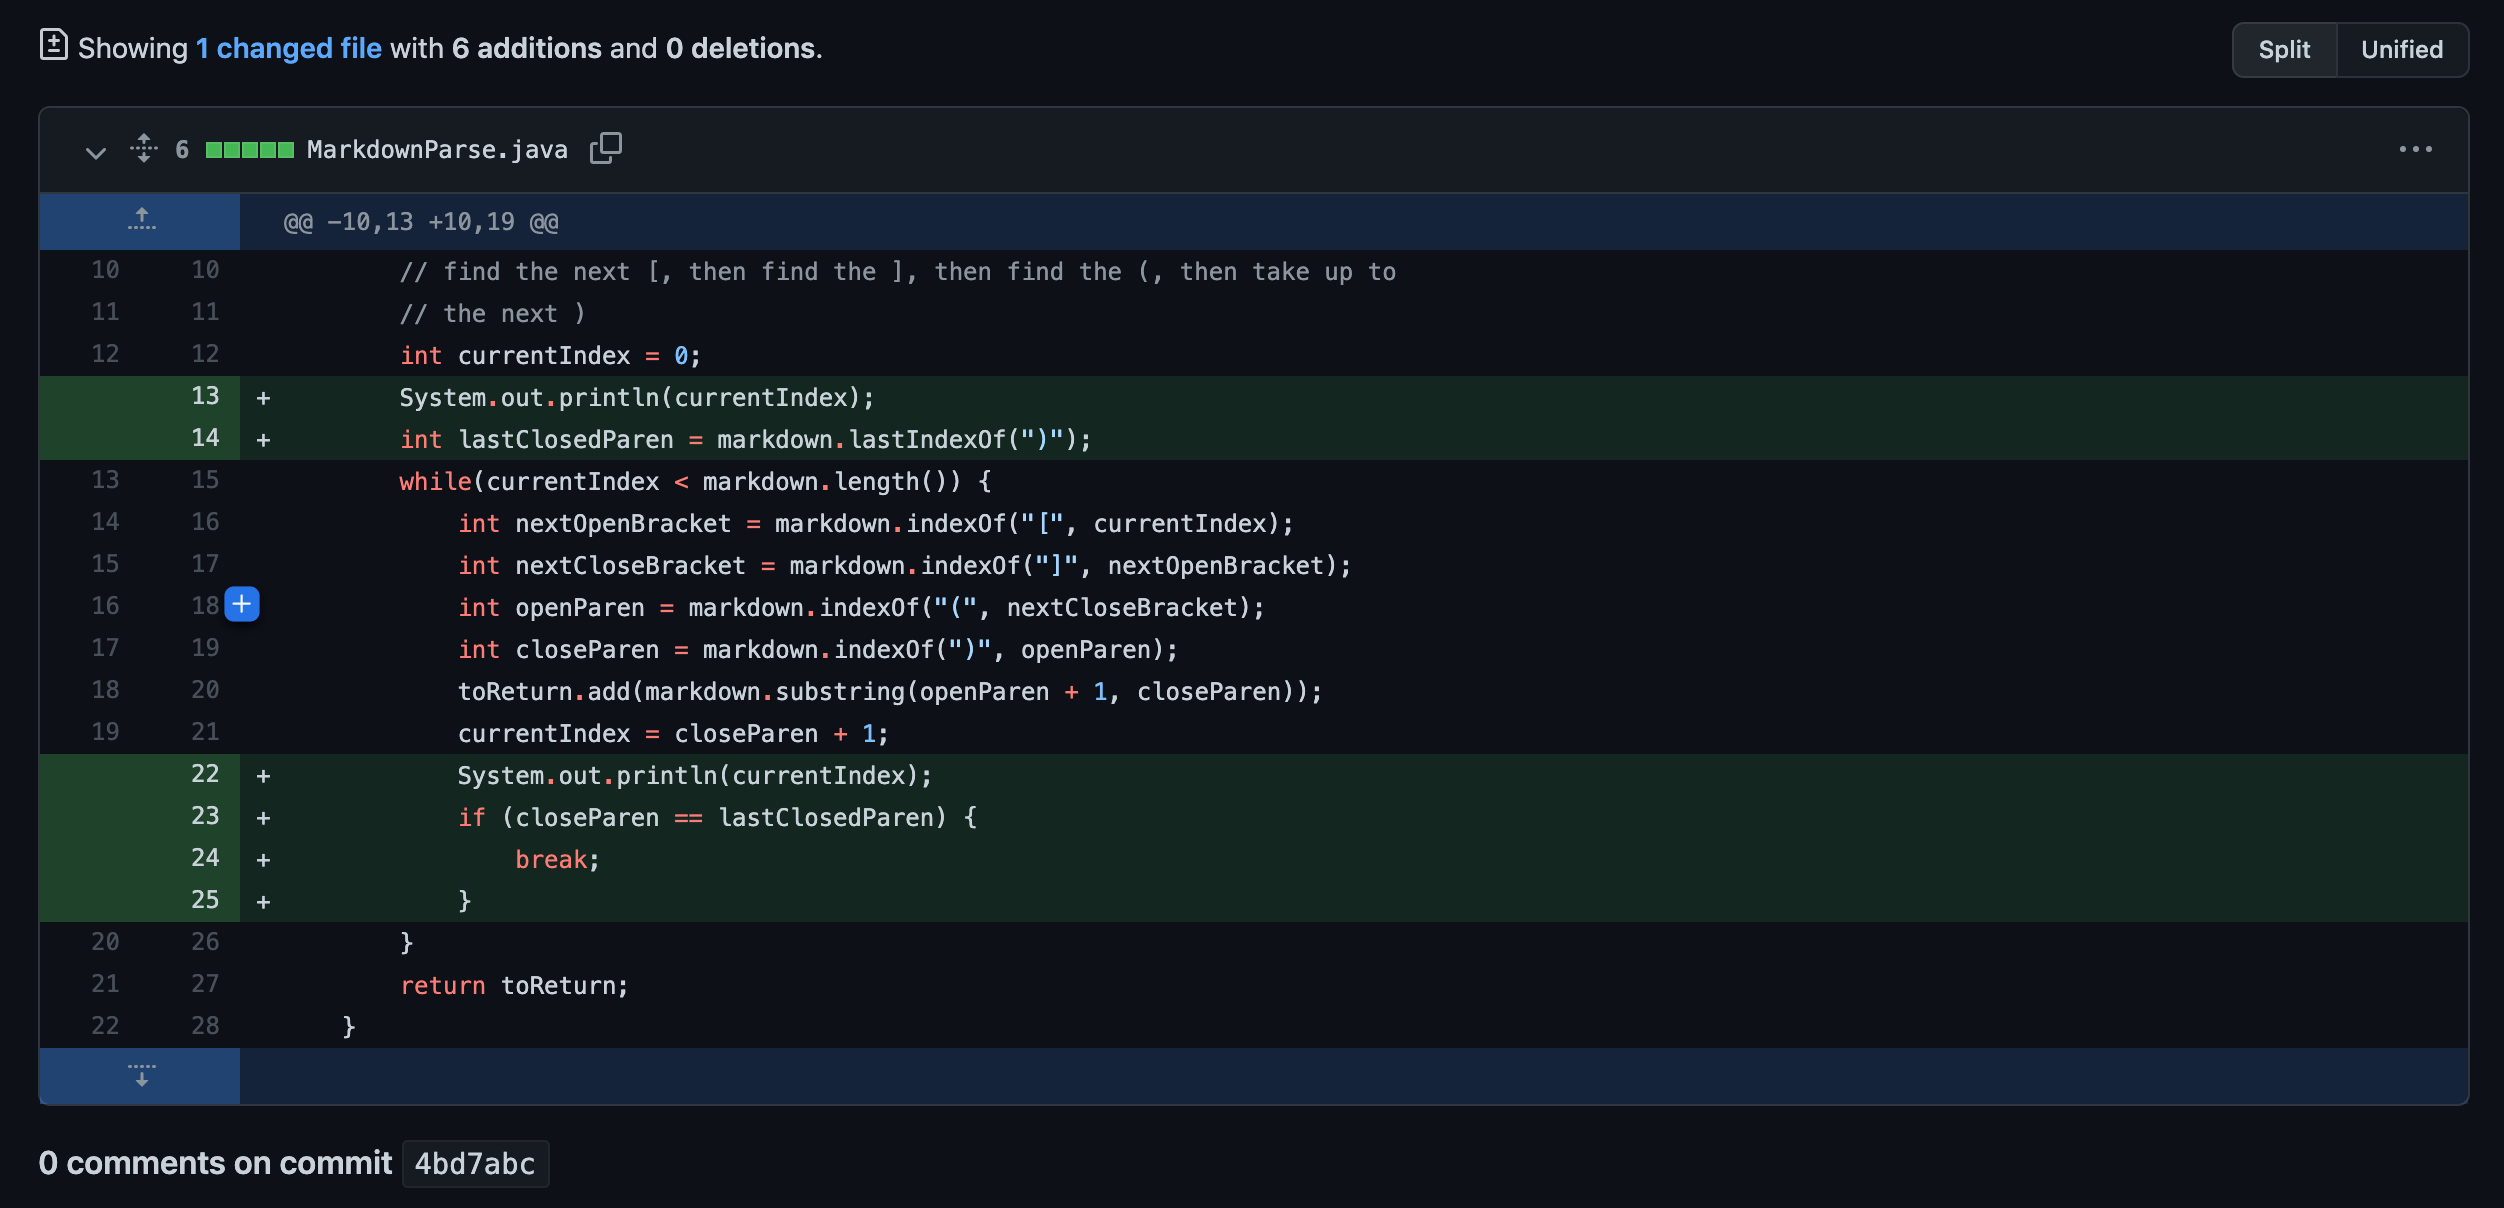 Showing 1 changed file with 6 additions and 0 deletions.
Split Unified
6 MarkdownParse.java
@@ -10,13 +10,19 @@
10 10 // find the next [, then find the ], then find the (, then take up to
11 11 // the next )
12 12 int currentIndex = 0;
13 + System.out.println(currentIndex);
14 + int lastClosedParen = markdown.lastIndexOf(")");
13 15 while(currentIndex < markdown.length()) {
14 16 int nextOpenBracket = markdown.indexOf("[", currentIndex);
15 17 int nextCloseBracket = markdown.indexOf("]", nextOpenBracket);
16 18 int openParen = markdown.indexOf("(", nextCloseBracket);
17 19 int closeParen = markdown.indexOf(")", openParen);
18 20 toReturn.add(markdown.substring(openParen + 1, closeParen));
19 21 currentIndex = closeParen + 1;
22 + System.out.println(currentIndex);
23 + if (closeParen == lastClosedParen) {
24 + break;
25 + }
20 26 }
21 27 return toReturn;
22 28 }
0 comments on commit 4bd7abc